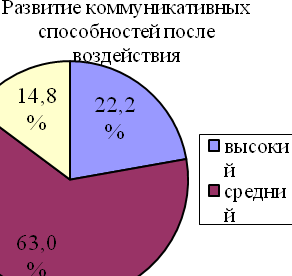 Развитие коммуникативных
способностей после
воздействия
14,8
%
22,2
%
высоки
й
средни
й
63,0
%